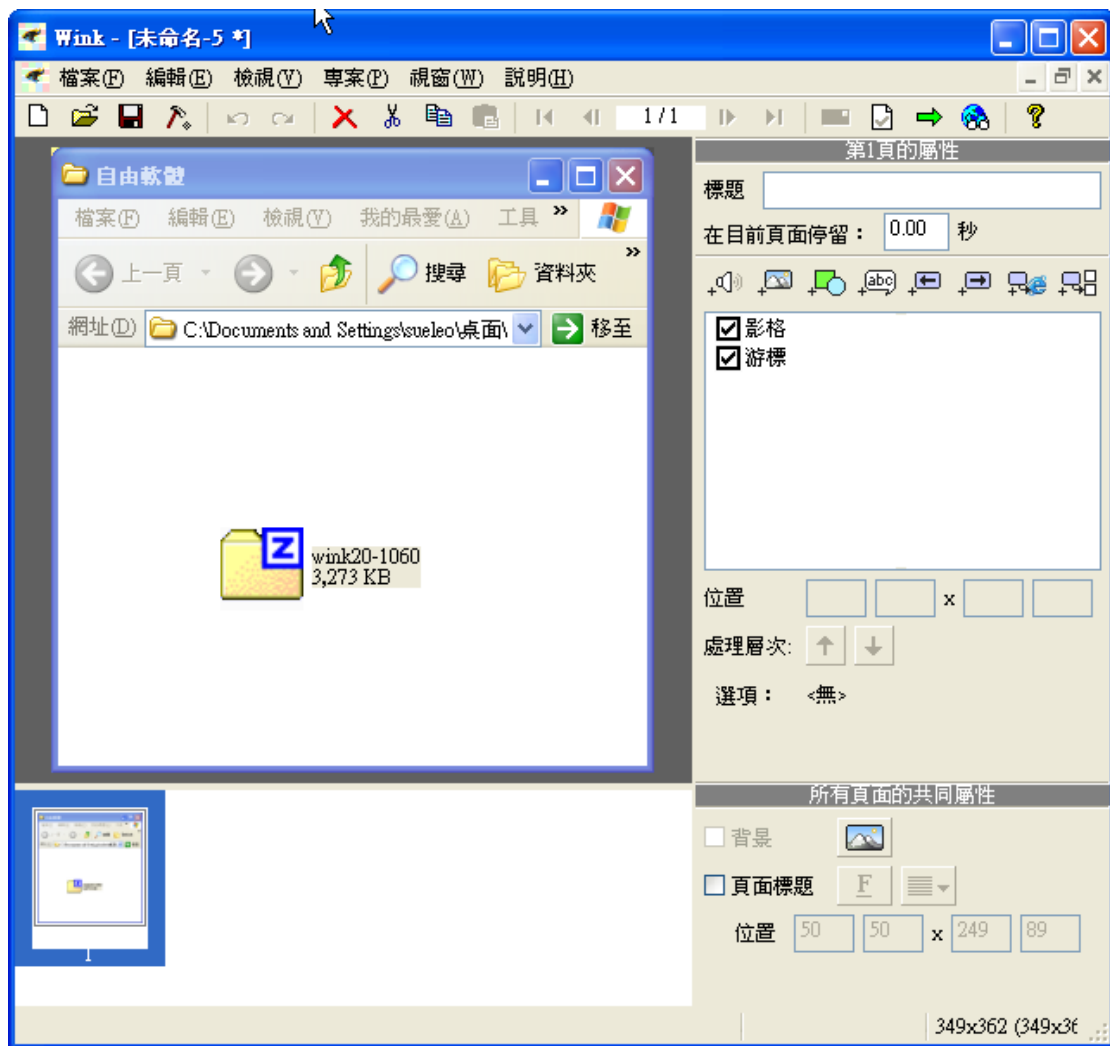 Wink - [未命名-5 *]
檔案(F) 編輯(E) 檢視(V) 專案(P) 視窗(W) 說明(H)
1 / 1
自由軟體
檔案(F) 編輯(E) 檢視(V) 我的最愛(A) 工具 »
上一頁 搜尋 資料夾 »
網址(D) C:\Documents and Settings\sueleo\桌面\ 移至
wink20-1060
3,273 KB
1
第1頁的屬性
標題
在目前頁面停留： 0.00 秒
abc
影格
游標
位置 x
處理層次:
選項： <無>
所有頁面的共同屬性
背景
頁面標題 F
位置 50 50 x 249 89
349x362 (349x36